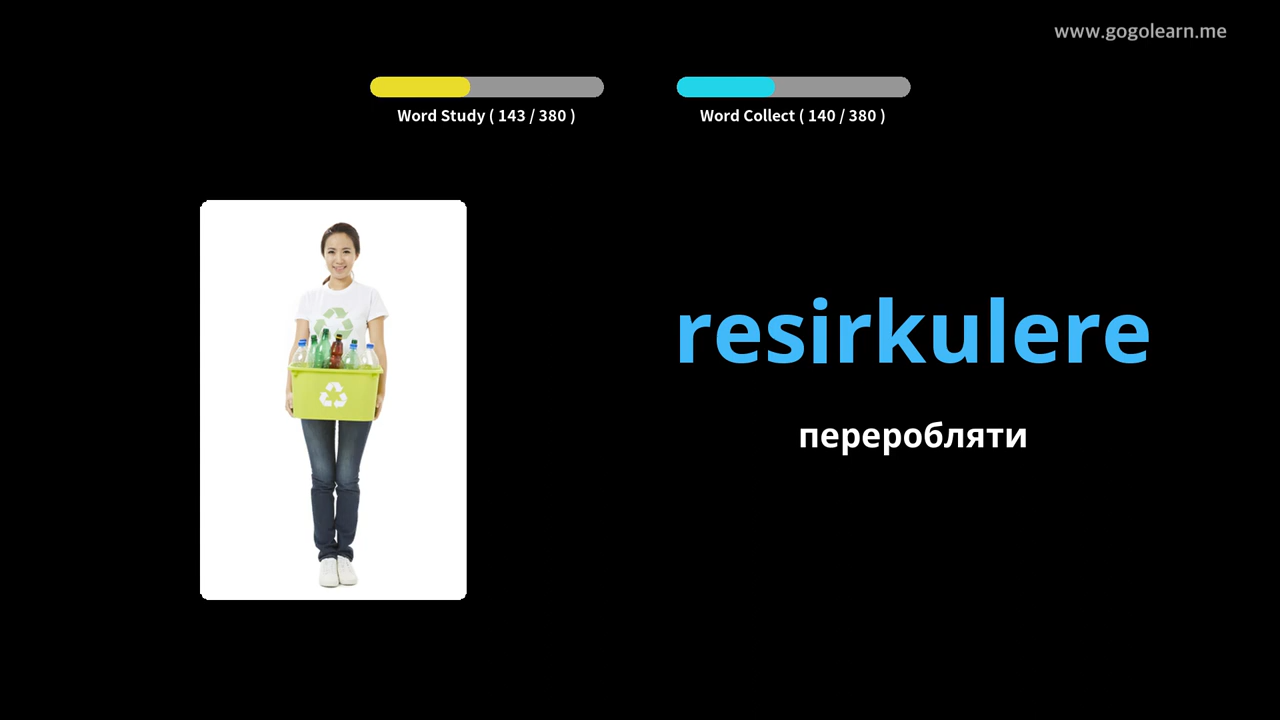 www.gogolearn.me
Word Study ( 143 / 380 )
Word Collect ( 140 / 380 )
resirkulere
переробляти